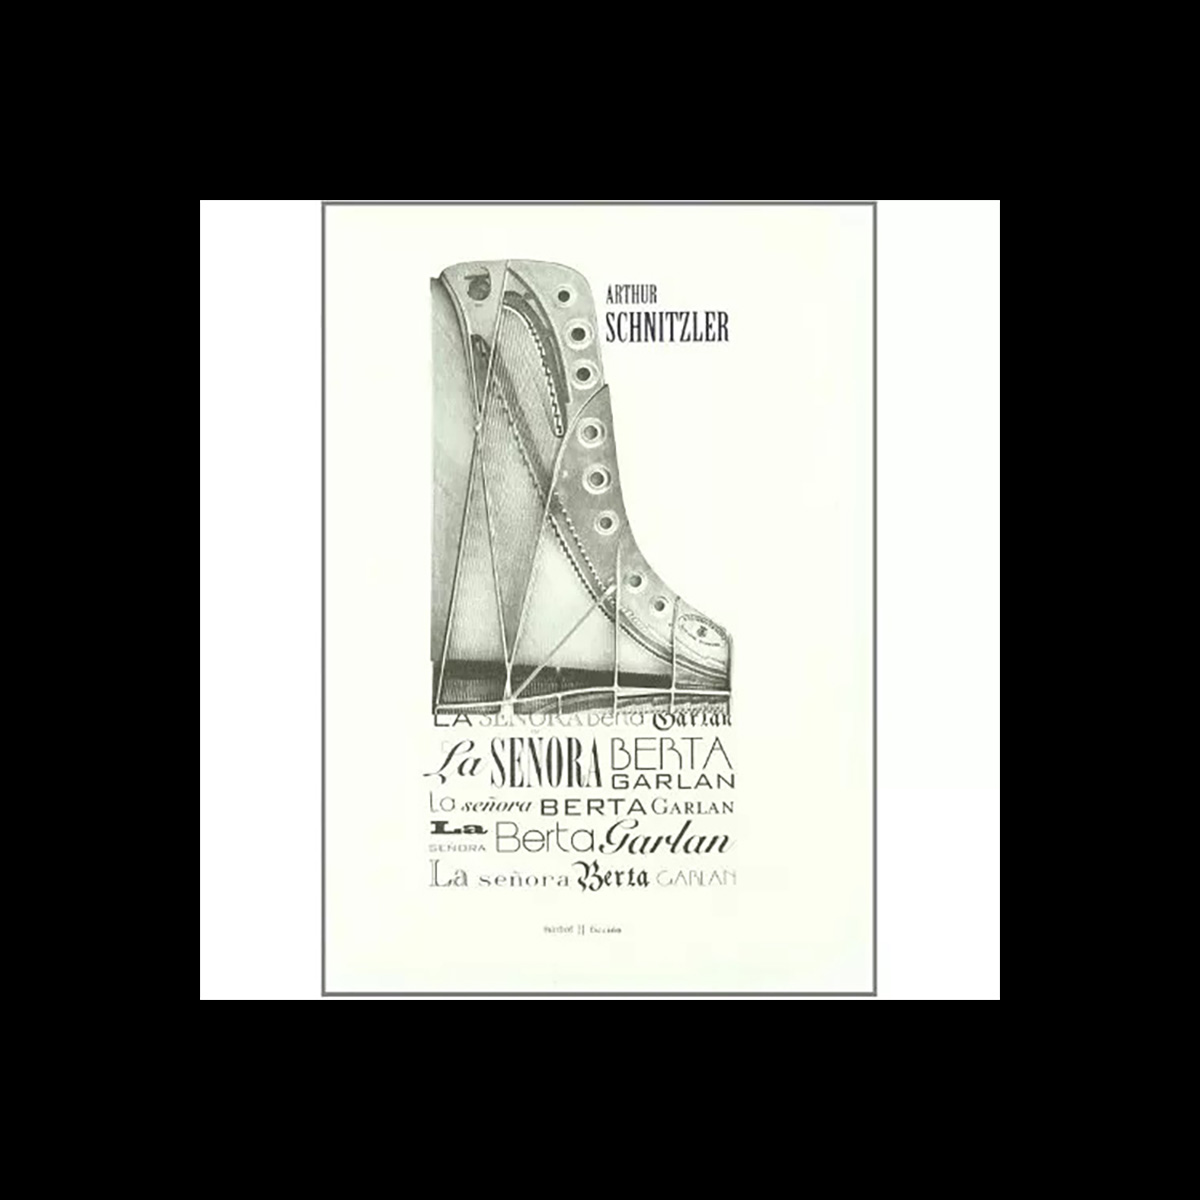 ARTHUR
SCHNITZLER
LA SEÑORA Berta Garlan
La SEÑORA BERTA
GARLAN
La señora BERTA GARLAN
La
SEÑORA Berta Garlan
La señora Berta GARLAN
ficción